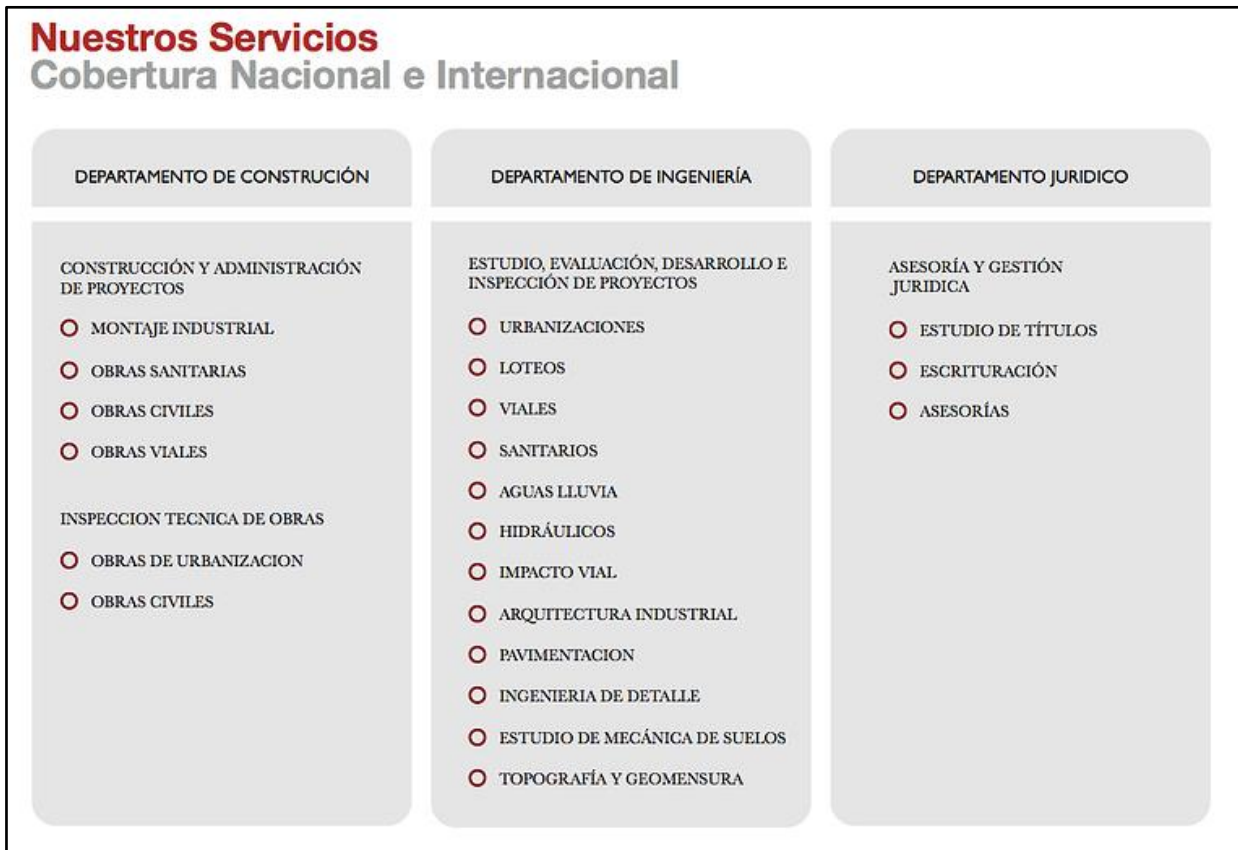 Nuestros Servicios
Cobertura Nacional e Internacional
DEPARTAMENTO DE CONSTRUCIÓN
CONSTRUCCIÓN Y ADMINISTRACIÓN
DE PROYECTOS
MONTAJE INDUSTRIAL
OBRAS SANITARIAS
OBRAS CIVILES
OBRAS VIALES
INSPECCION TECNICA DE OBRAS
OBRAS DE URBANIZACION
OBRAS CIVILES
DEPARTAMENTO DE INGENIERÍA
ESTUDIO, EVALUACIÓN, DESARROLLO E
INSPECCIÓN DE PROYECTOS
URBANIZACIONES
LOTEOS
VIALES
SANITARIOS
AGUAS LLUVIA
HIDRÁULICOS
IMPACTO VIAL
ARQUITECTURA INDUSTRIAL
PAVIMENTACION
INGENIERIA DE DETALLE
ESTUDIO DE MECÁNICA DE SUELOS
TOPOGRAFÍA Y GEOMENSURA
DEPARTAMENTO JURIDICO
ASESORÍA Y GESTIÓN
JURIDICA
ESTUDIO DE TÍTULOS
ESCRITURACIÓN
ASESORÍAS